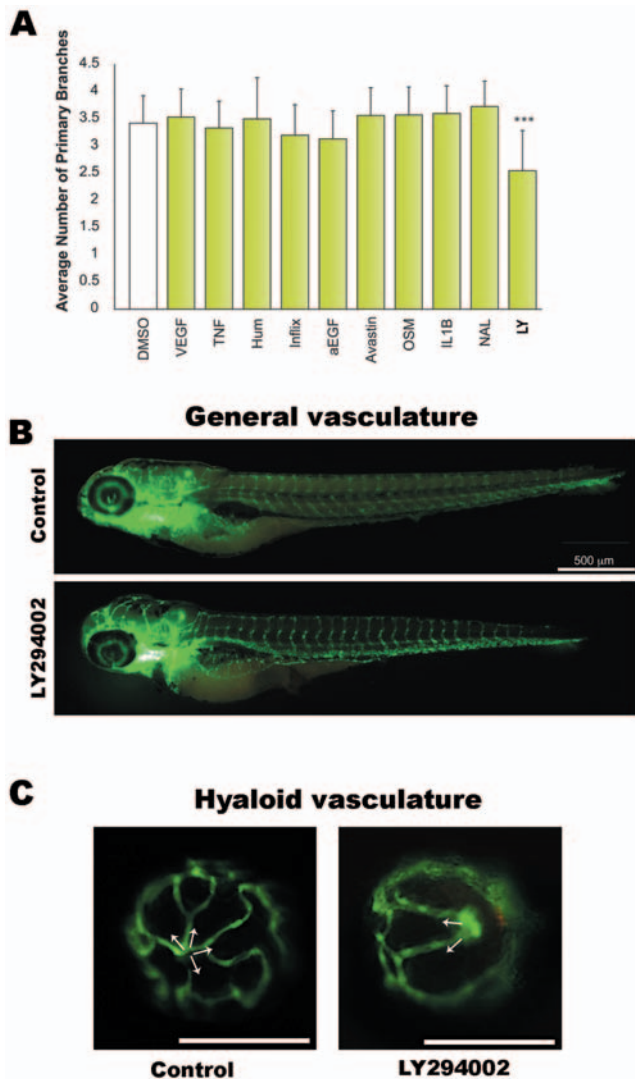 A
Average Number of Primary Branches
4.5
4
3.5
3
2.5
2
1.5
1
0.5
0
***
DMSO
VEGF
TNF
Hum
Inflix
aEGF
Avastin
OSM
IL1B
NAL
LY
General vasculature
B
Control
500 µm
LY294002
C
Hyaloid vasculature
Control
LY294002